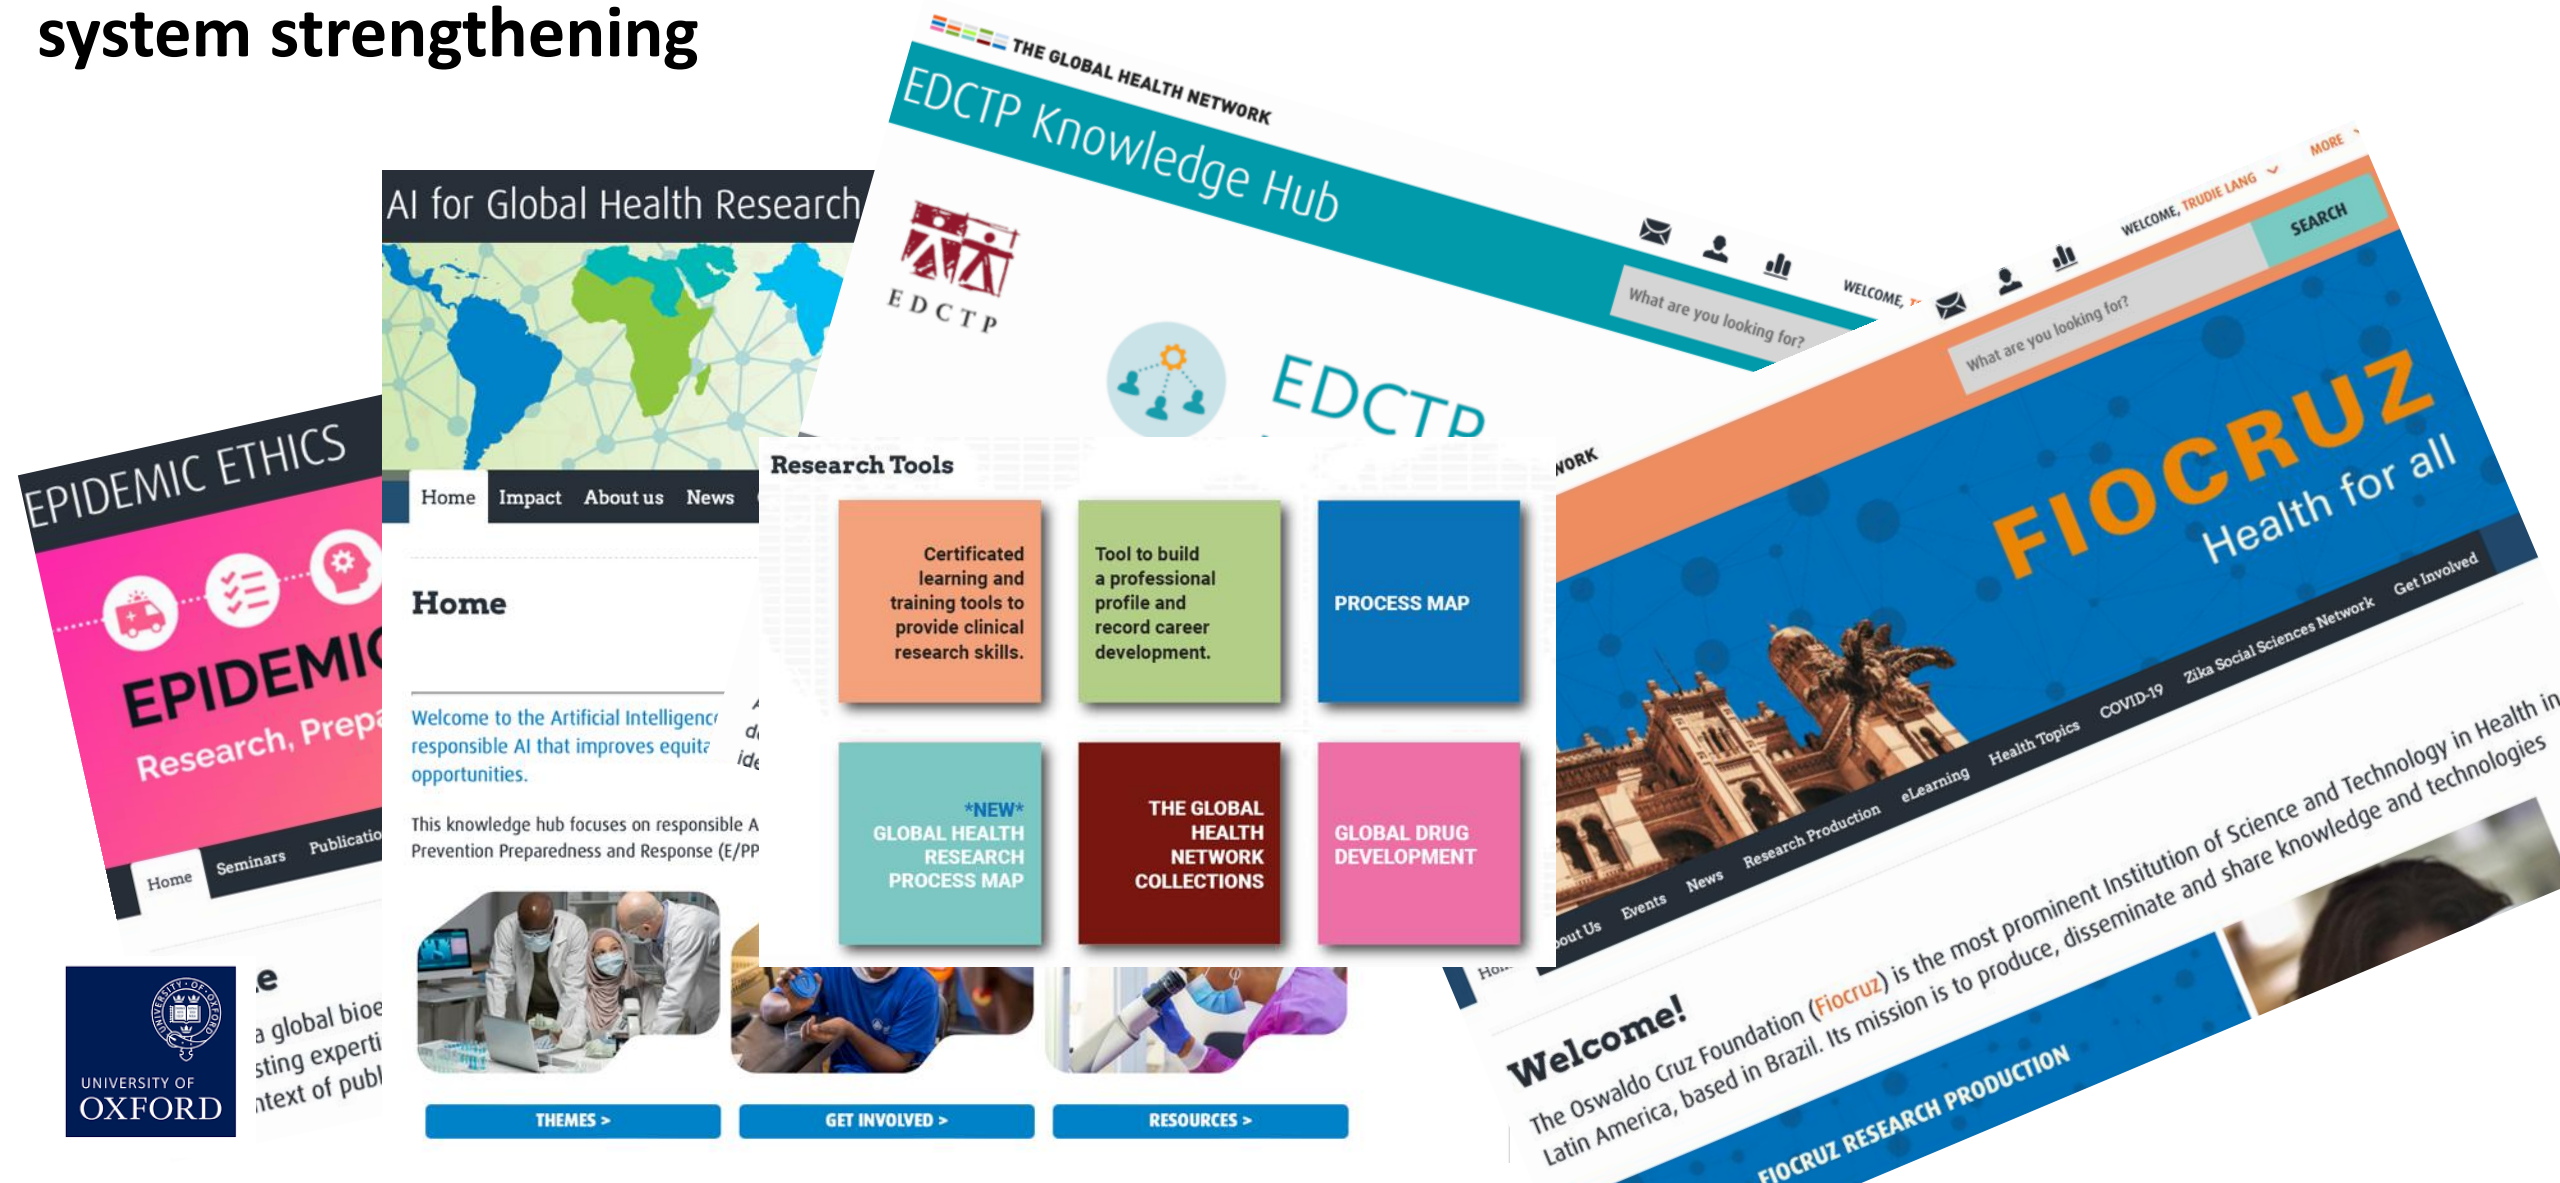 system strengthening
THE GLOBAL HEALTH NETWORK
EDCTP Knowledge Hub
EDCTP
What are you looking for?
WELCOME,
EDCTP
AI for Global Health Research
Home Impact About us News
Home
Welcome to the Artificial
responsible AI that improves
opportunities.
This knowledge hub focuses on responsible
Prevention Preparedness and Response
THEMES >
GET INVOLVED >
RESOURCES >
EPIDEMIC ETHICS
EPIDEMIC
Research,
Home Seminars
a global
context of
UNIVERSITY OF
OXFORD
Research Tools
Certificated
learning and
training tools to
provide clinical
research skills.
Tool to build
a professional
profile and
record career
development.
PROCESS MAP
*NEW*
GLOBAL HEALTH
RESEARCH
PROCESS MAP
THE GLOBAL
HEALTH
NETWORK
COLLECTIONS
GLOBAL DRUG
DEVELOPMENT
WELCOME, TRUDIE LANG
MORE
What are you looking for?
SEARCH
FIOCRUZ
Health for all
Us Events News Research Production eLearning Health Topics COVID-19 Zika Social Sciences Network Get Involved
Welcome!
The Oswaldo Cruz Foundation (Fiocruz) is the most prominent Institution of Science and Technology in Health in
Latin America, based in Brazil. Its mission is to produce, disseminate and share knowledge and technologies
FIOCRUZ RESEARCH PRODUCTION